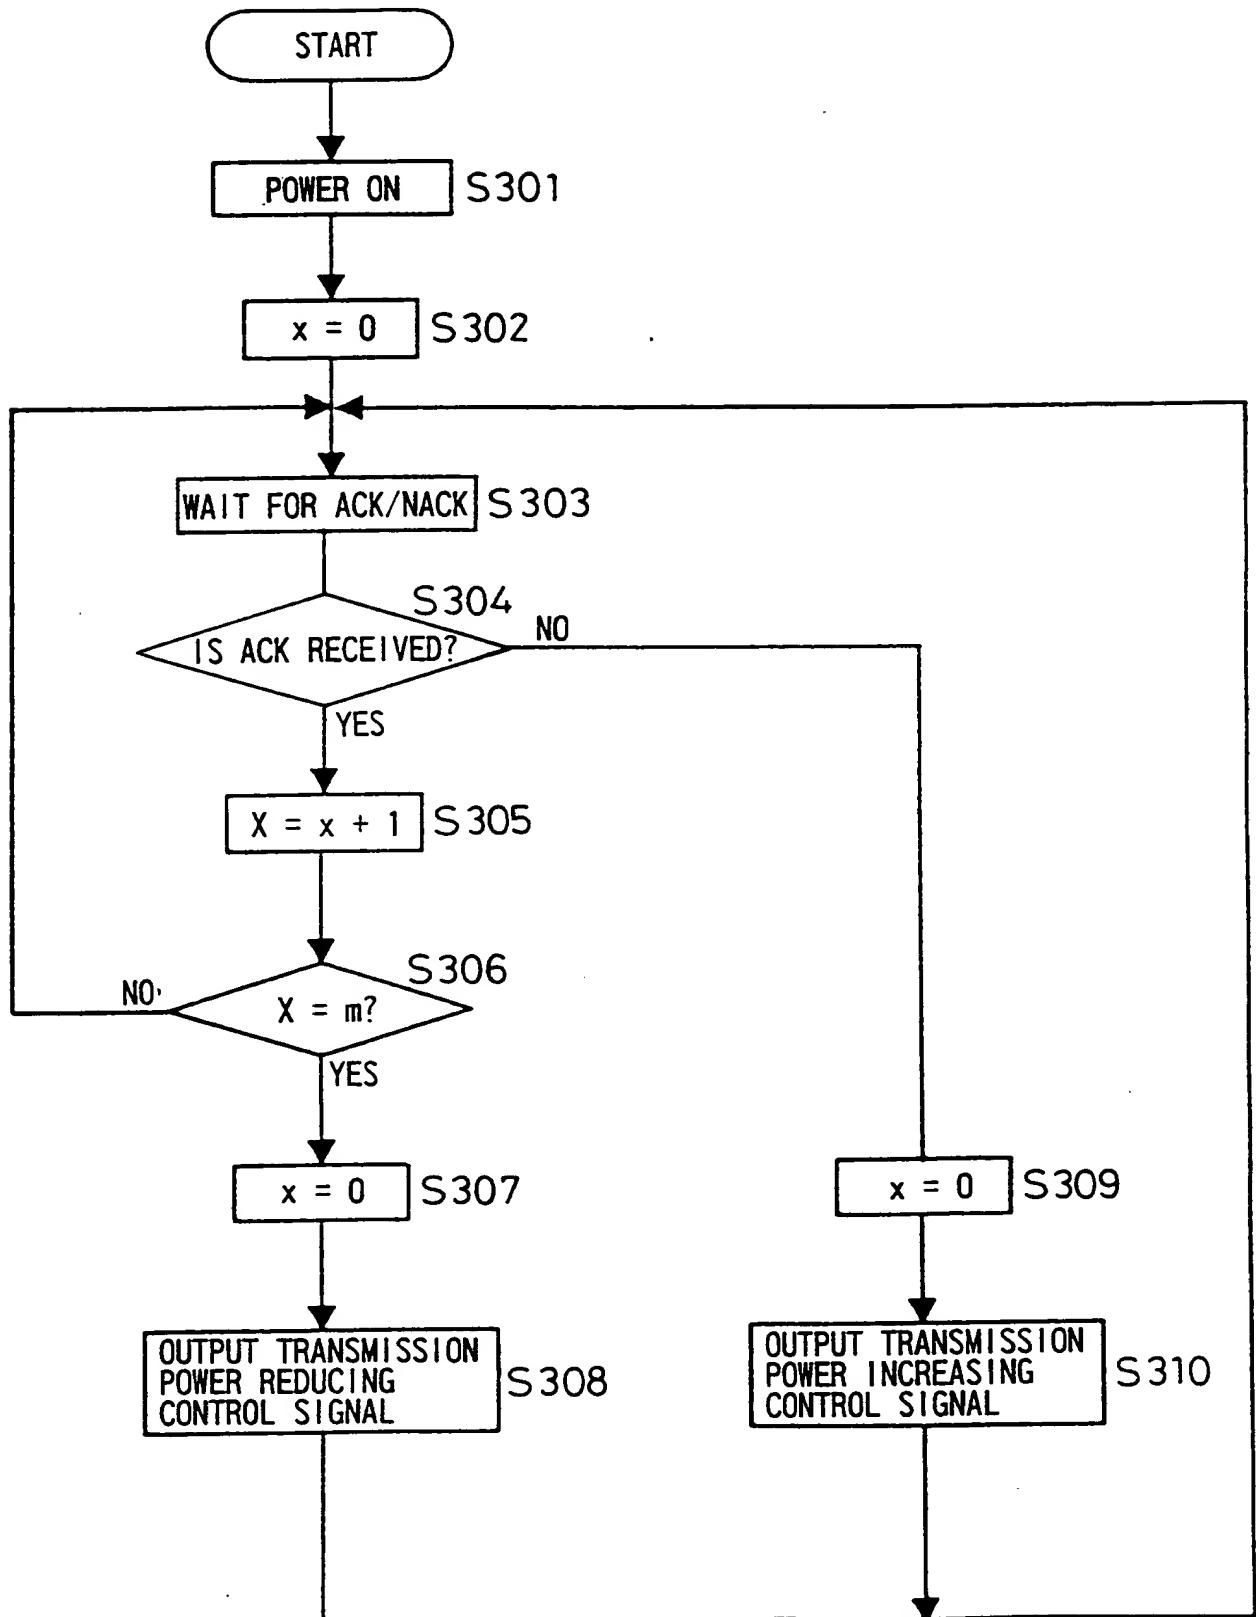 START
POWER ON
S301
x = 0
S302
WAIT FOR ACK/NACK
S303
S304
IS ACK RECEIVED?
NO
YES
X = x + 1
S305
S306
NO
X = m?
YES
x = 0
S307
x = 0
S309
OUTPUT TRANSMISSION
POWER REDUCING
CONTROL SIGNAL
S308
OUTPUT TRANSMISSION
POWER INCREASING
CONTROL SIGNAL
S310